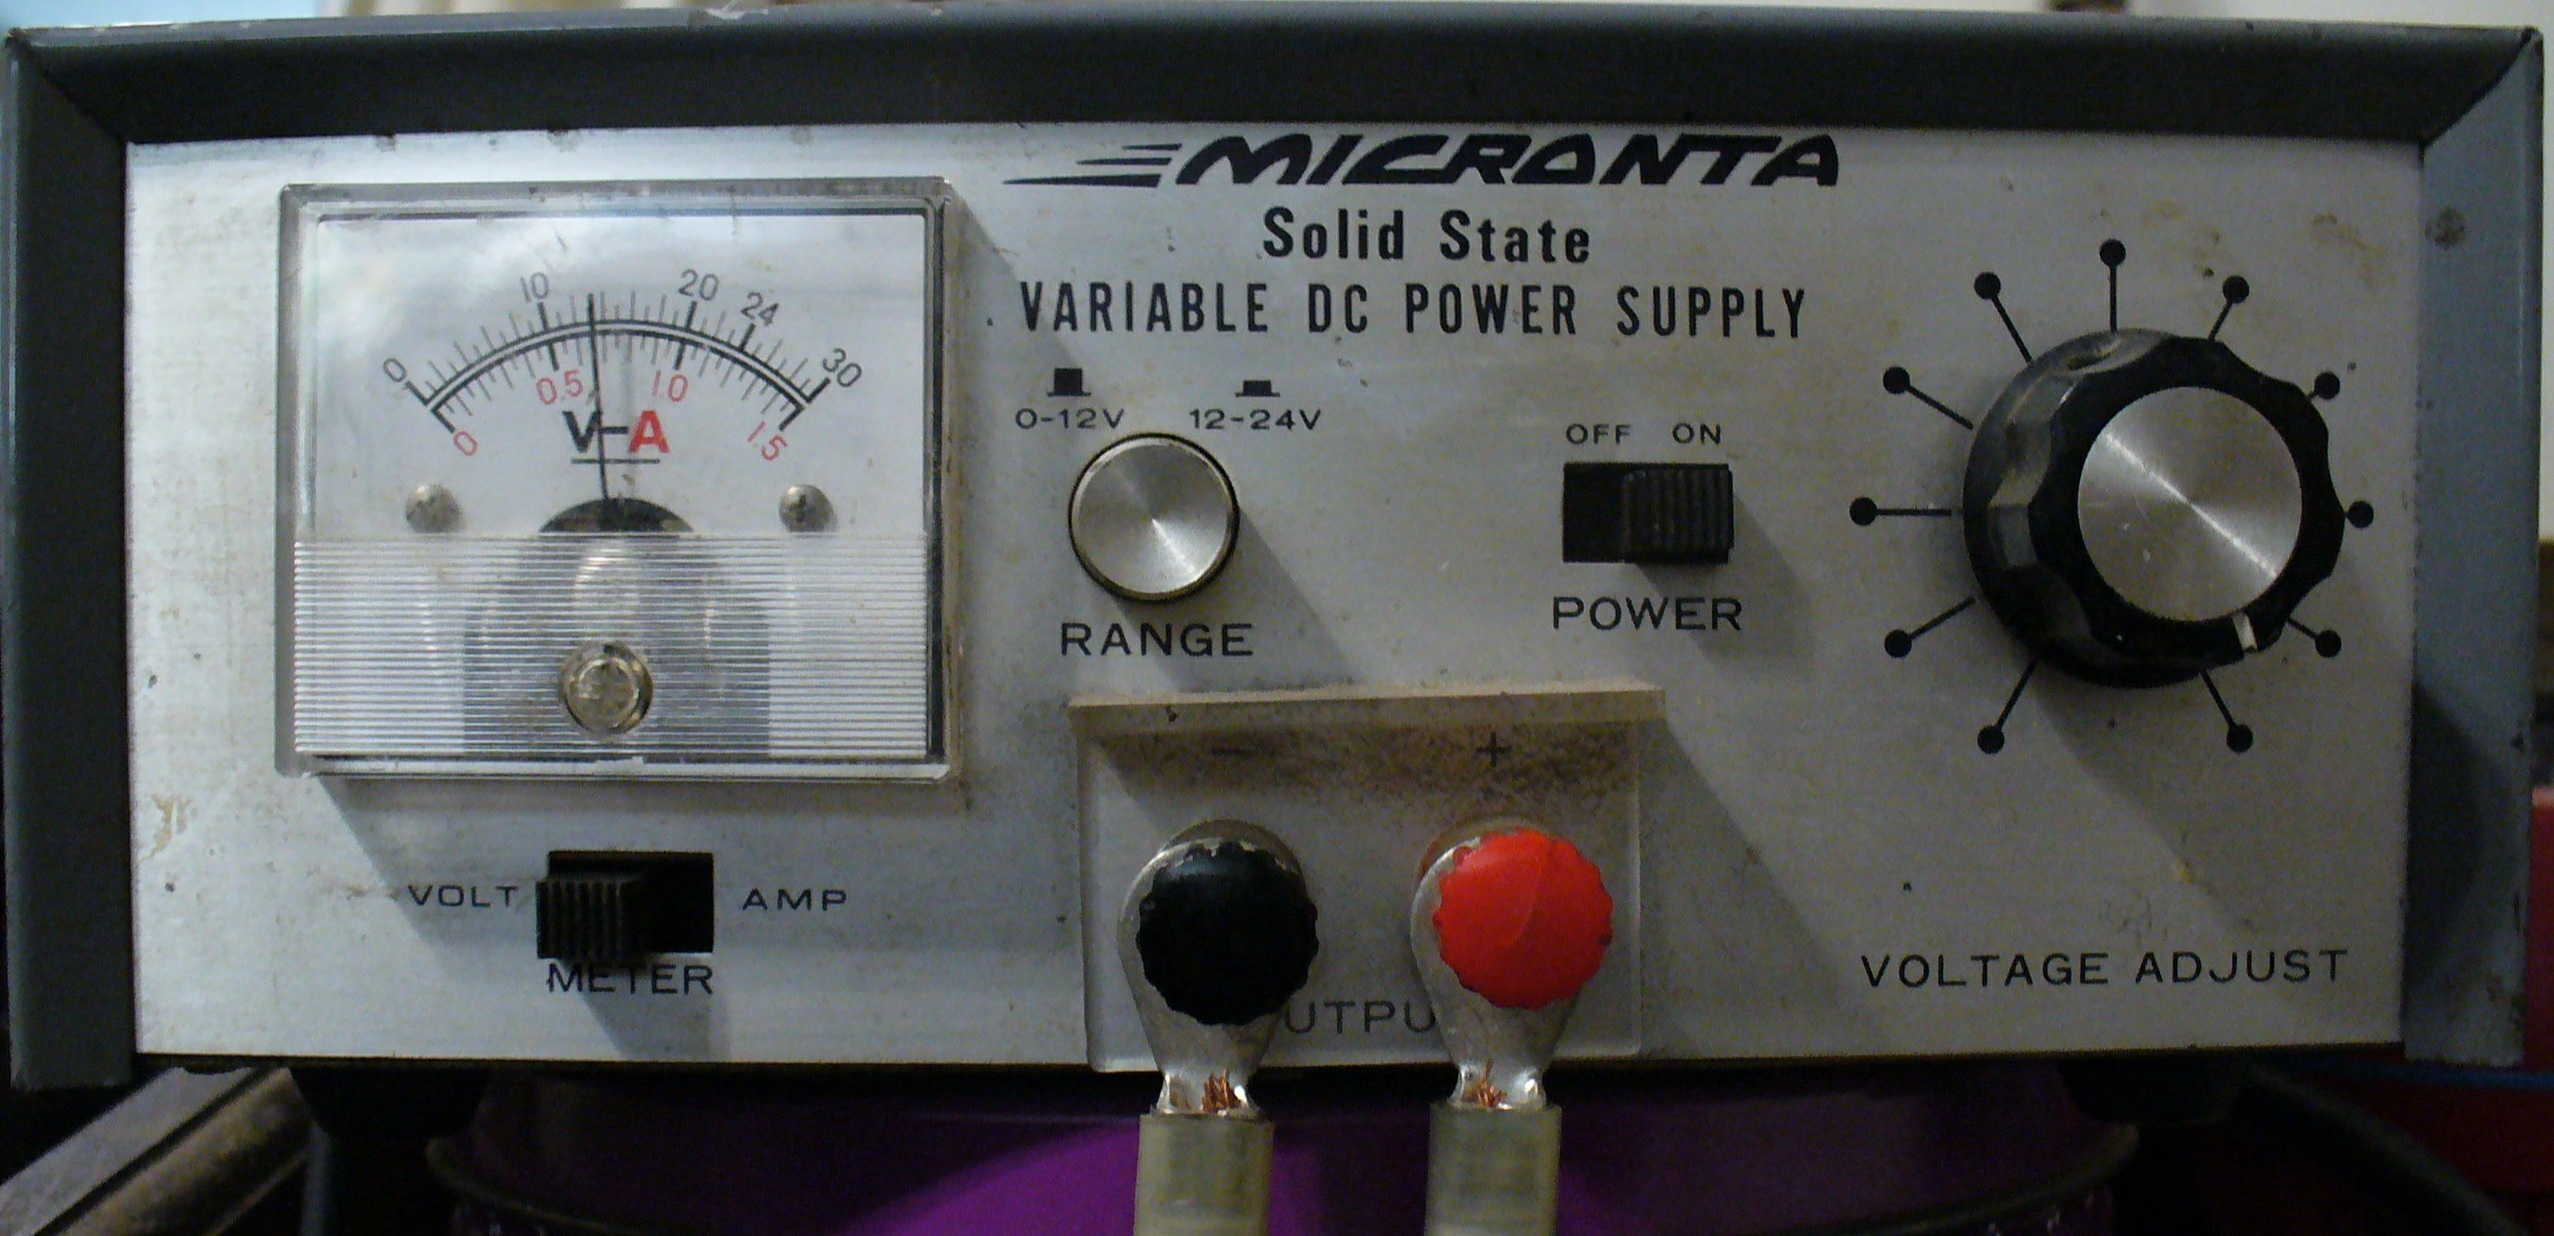 MICRONTA
Solid State
VARIABLE DC POWER SUPPLY
0 10 20 24 30
0 0.5 1.0 1.5
V-A
0-12V 12-24V
RANGE
OFF ON
POWER
- +
VOLT AMP
METER
UTPU
VOLTAGE ADJUST